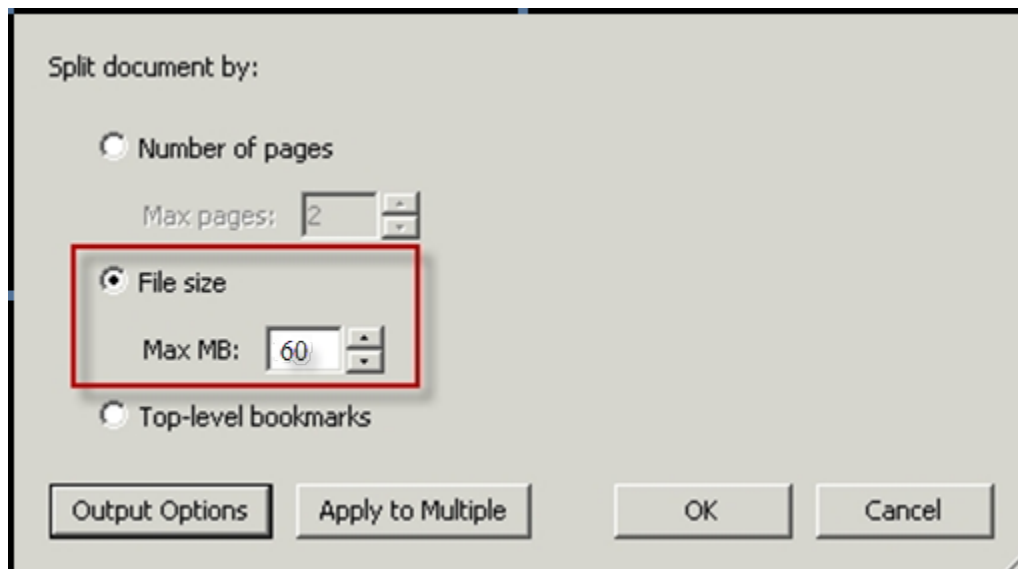 Split document by:
Number of pages
Max pages: 2
File size
Max MB: 60
Top-level bookmarks
Output Options Apply to Multiple OK Cancel